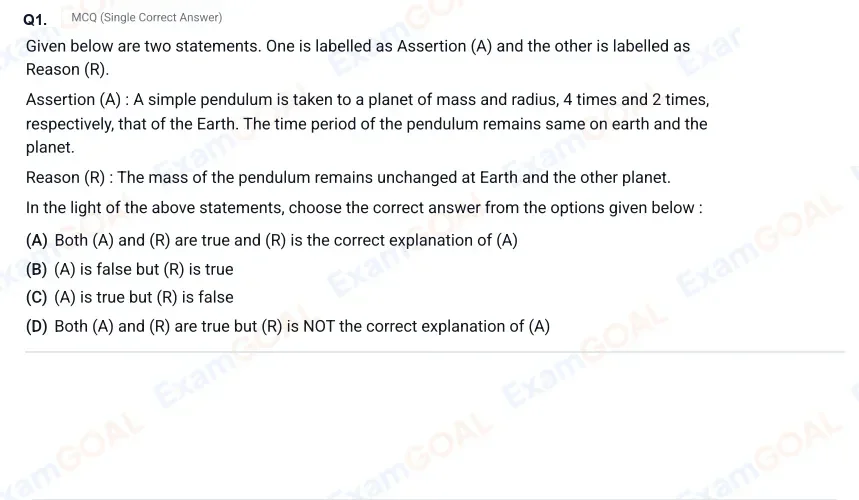 Q1. MCQ (Single Correct Answer)
Given below are two statements. One is labelled as Assertion (A) and the other is labelled as
Reason (R).
Assertion (A) : A simple pendulum is taken to a planet of mass and radius, 4 times and 2 times,
respectively, that of the Earth. The time period of the pendulum remains same on earth and the
planet.
Reason (R) : The mass of the pendulum remains unchanged at Earth and the other planet.
In the light of the above statements, choose the correct answer from the options given below :
(A) Both (A) and (R) are true and (R) is the correct explanation of (A)
(B) (A) is false but (R) is true
(C) (A) is true but (R) is false
(D) Both (A) and (R) are true but (R) is NOT the correct explanation of (A)
ExamGOAL
ExamGOAL
ExamGOAL
ExamGOAL
ExamGOAL